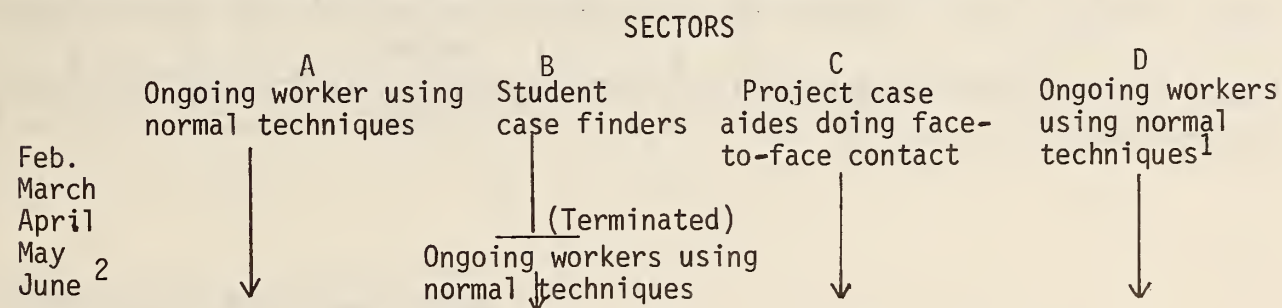 SECTORS
A B C D
Ongoing worker using normal techniques
Student case finders
Project case aides doing face-to-face contact
Ongoing workers using normal techniques1
Feb.
March
April
May
June 2
(Terminated)
Ongoing workers using
normal techniques